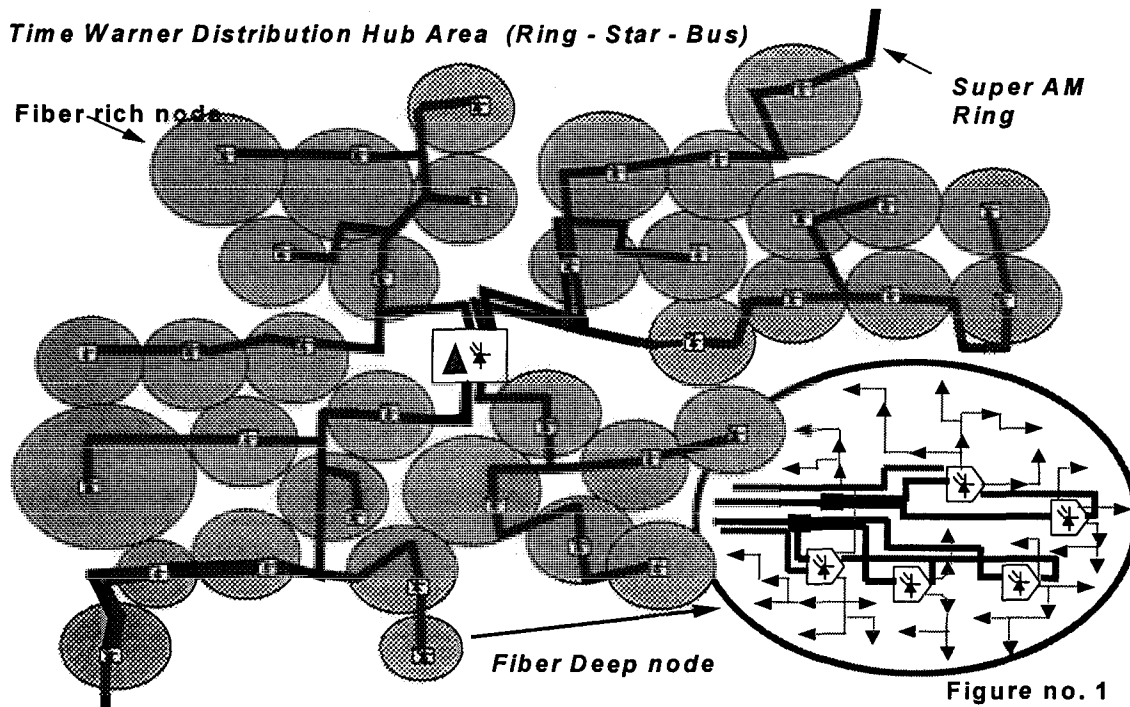 Time Warner Distribution Hub Area (Ring - Star - Bus)
Super AM
Ring
Fiber rich node
Fiber Deep node
Figure no. 1